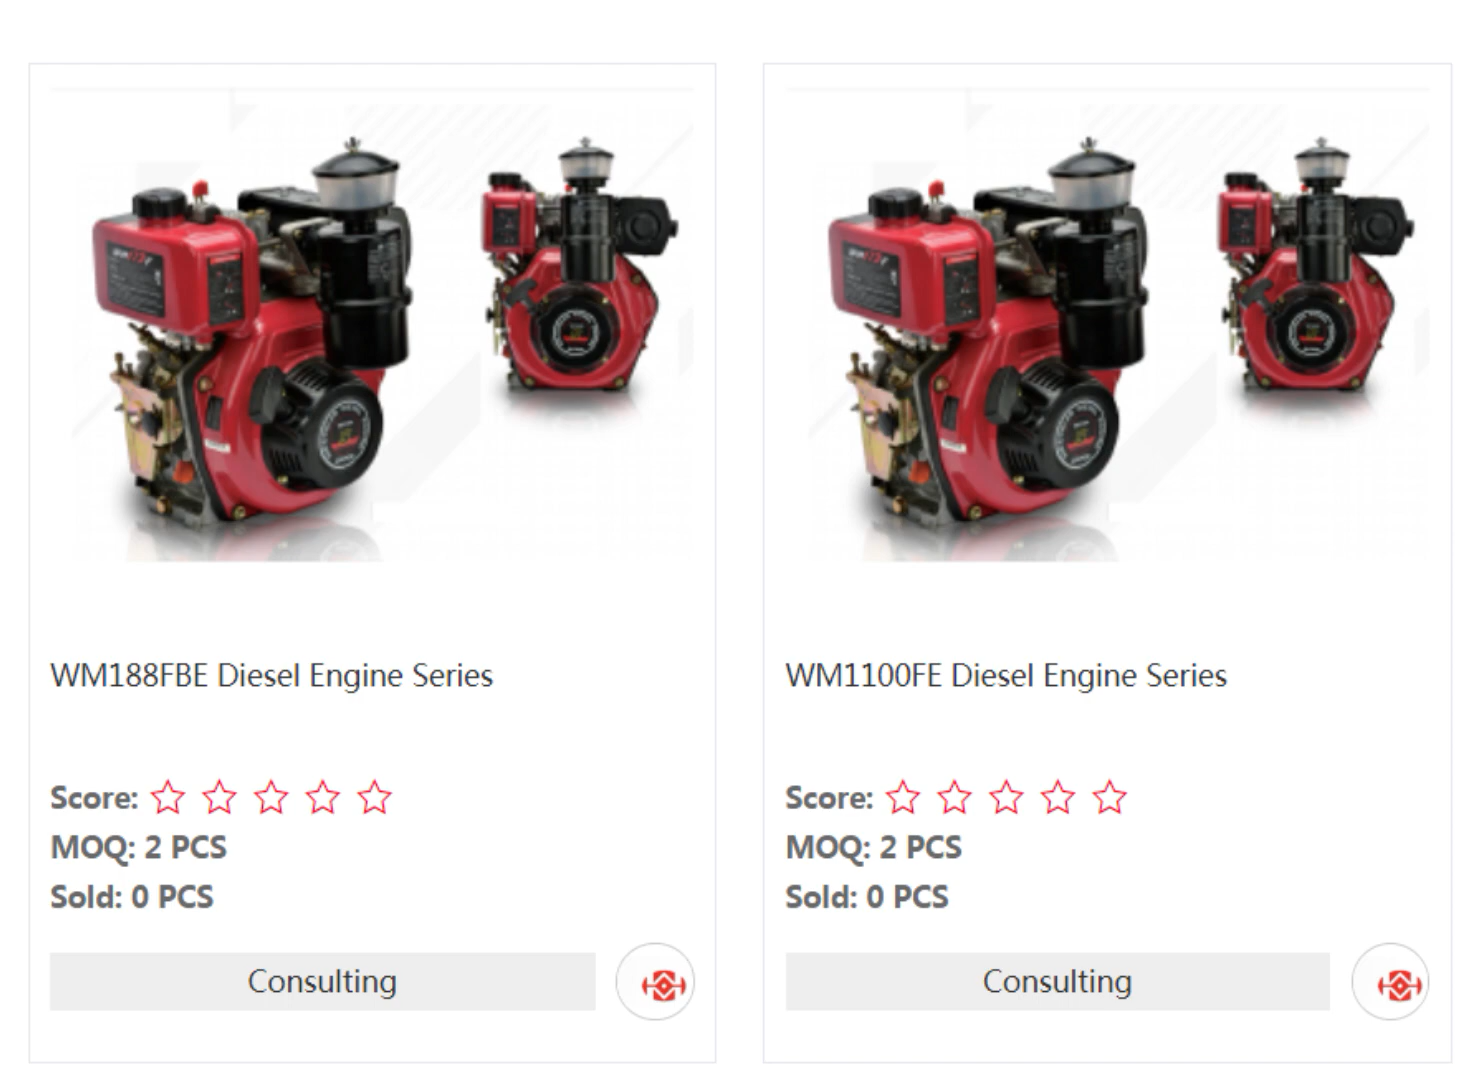 WM188FBE Diesel Engine Series
Score:
MOQ: 2 PCS
Sold: 0 PCS
Consulting
WM1100FE Diesel Engine Series
Score:
MOQ: 2 PCS
Sold: 0 PCS
Consulting